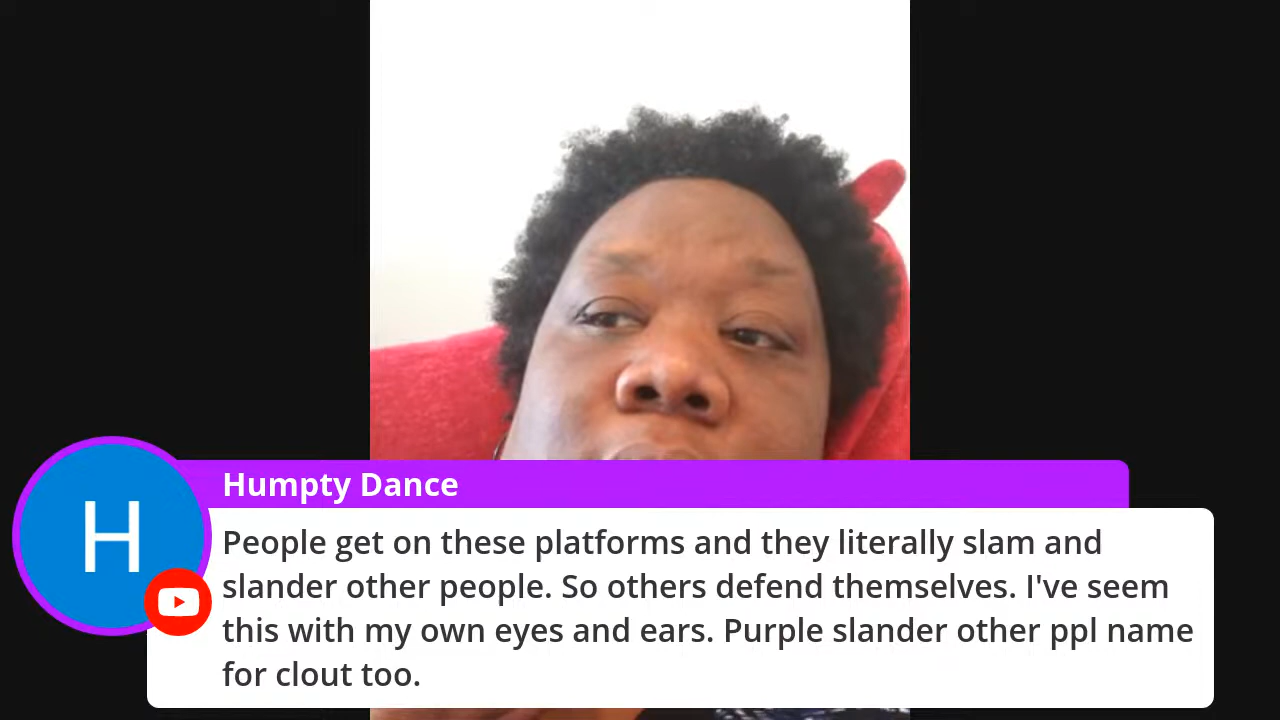 Humpty Dance
H
People get on these platforms and they literally slam and
slander other people. So others defend themselves. I've seem
this with my own eyes and ears. Purple slander other ppl name
for clout too.